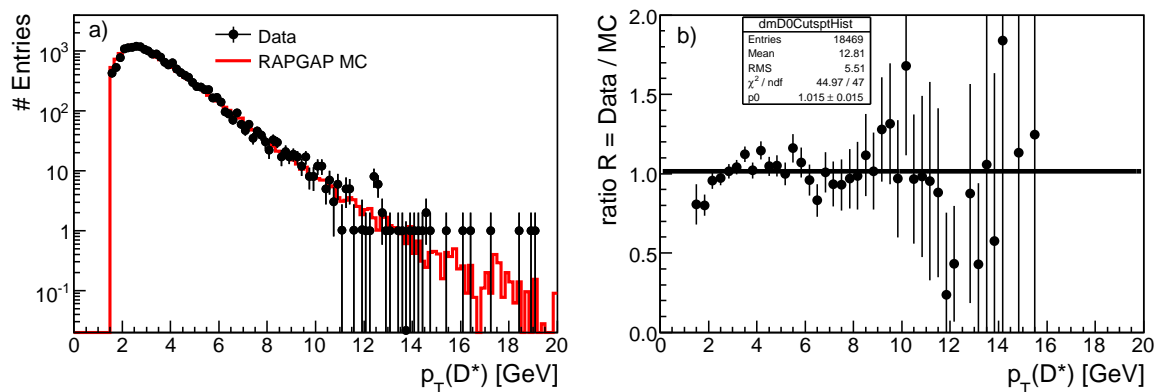 a)
Data
RAPGAP MC
# Entries
10³
10²
10
1
10⁻¹
0 2 4 6 8 10 12 14 16 18 20
p_T(D*) [GeV]
b)
dmD0CutsptHist
Entries 18469
Mean 12.81
RMS 5.51
χ² / ndf 44.97 / 47
p0 1.015 ± 0.015
ratio R = Data / MC
2.0
1.5
1.0
0.5
0.0
0 2 4 6 8 10 12 14 16 18 20
p_T(D*) [GeV]